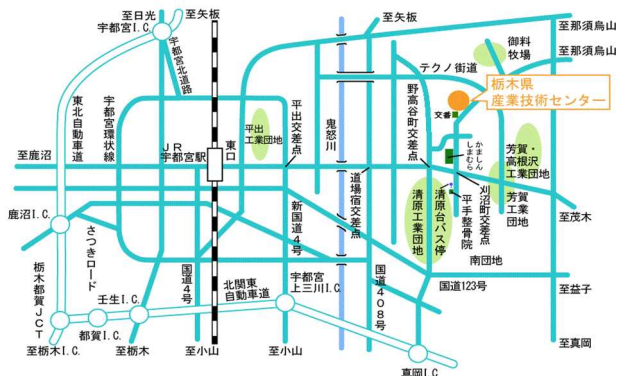 至日光
宇都宮I.C.
至矢板
宇都宮北道路
至矢板
至那須烏山
御料
牧場
至那須烏山
テクノ街道
栃木県
産業技術センター
東北自動車道
宇都宮環状線
平出
工業団地
平出交差点
鬼怒川
野高谷町交差点
交番
かましん
しまむら
芳賀・
高根沢
工業団地
JR
宇都宮駅
東口
至鹿沼
道場宿交差点
清原工業団地
清原台バス停
平手整骨院
刈沼町交差点
芳賀
工業団地
至茂木
鹿沼I.C.
さつきロード
新国道4号
南団地
国道123号
至益子
栃木都賀JCT
壬生I.C.
国道4号
北関東
自動車道
宇都宮
上三川I.C.
国道408号
都賀I.C.
至栃木I.C.
至栃木
至小山
至小山
真岡I.C
至真岡